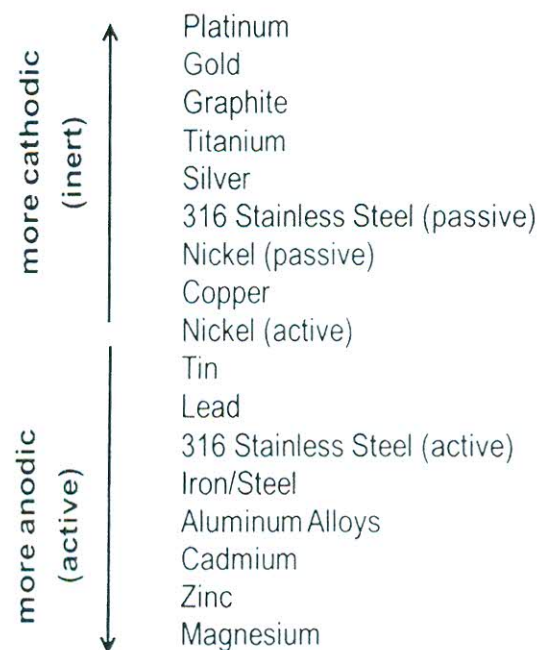 more cathodic
(inert)
more anodic
(active)
Platinum
Gold
Graphite
Titanium
Silver
316 Stainless Steel (passive)
Nickel (passive)
Copper
Nickel (active)
Tin
Lead
316 Stainless Steel (active)
Iron/Steel
Aluminum Alloys
Cadmium
Zinc
Magnesium